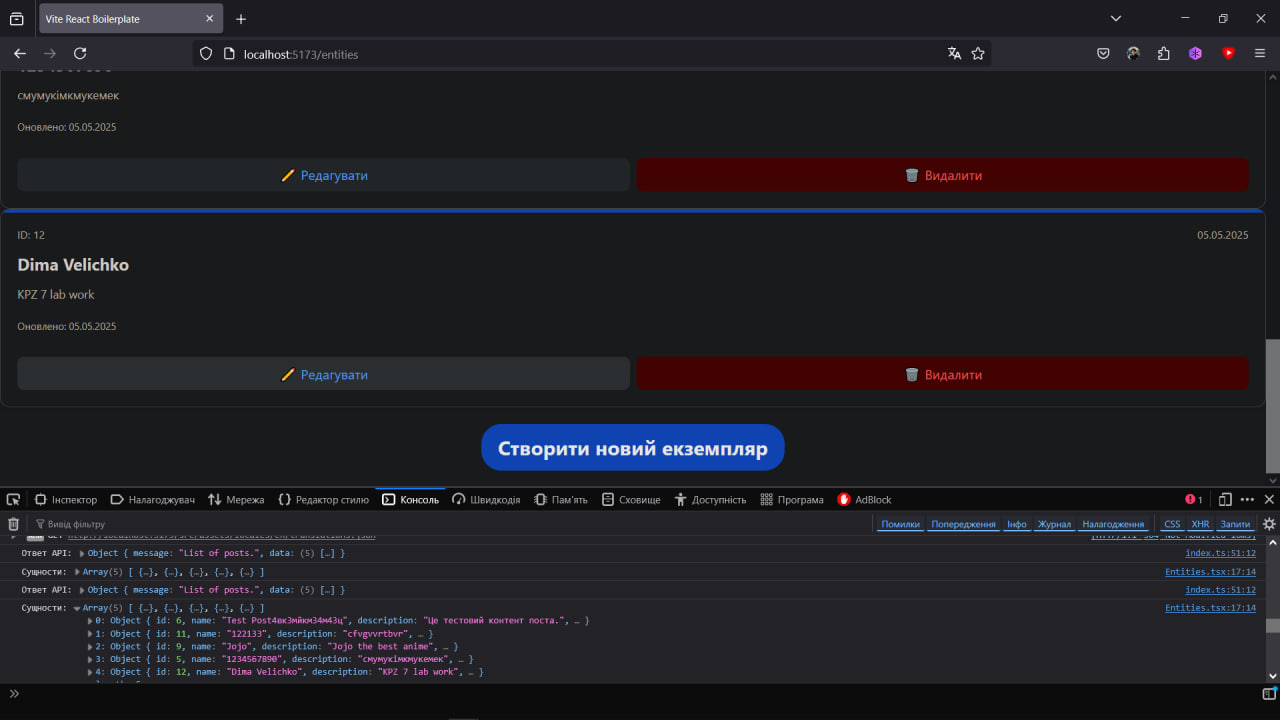 Vite React Boilerplate
localhost:5173/entities
смумукімкмукемек
Оновлено: 05.05.2025
Редагувати
Видалити
ID: 12
05.05.2025
Dima Velichko
KPZ 7 lab work
Оновлено: 05.05.2025
Редагувати
Видалити
Створити новий екземпляр
Інспектор Налагоджувач Мережа Редактор стилю Консоль Швидкодія Пам'ять Сховище Доступність Програма AdBlock 1
Вивід фільтру Помилки Попередження Інфо Журнал Налагодження CSS XHR Запити
Ответ API: Object { message: "List of posts.", data: (5) […] } index.ts:51:12
Сущности: Array(5) [ {…}, {…}, {…}, {…}, {…} ] Entities.tsx:17:14
Ответ API: Object { message: "List of posts.", data: (5) […] } index.ts:51:12
Сущности: Array(5) [ {…}, {…}, {…}, {…}, {…} ] Entities.tsx:17:14
0: Object { id: 6, name: "Test Post4вк3мйкм34м43ц", description: "Це тестовий контент поста.", … }
1: Object { id: 11, name: "122133", description: "cfvgvvrtbvr", … }
2: Object { id: 9, name: "Jojo", description: "Jojo the best anime", … }
3: Object { id: 5, name: "1234567890", description: "смумукімкмукемек", … }
4: Object { id: 12, name: "Dima Velichko", description: "KPZ 7 lab work", … }